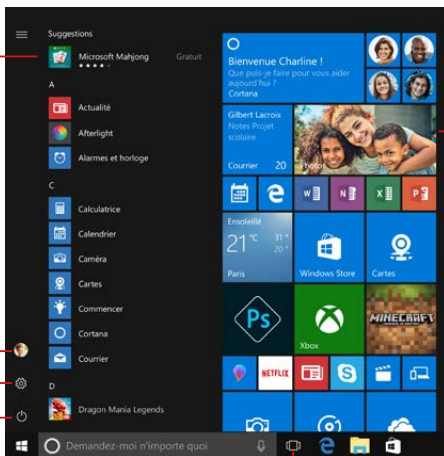 Suggestions
Microsoft Mahjong Gratuit
A
Actualité
Afterlight
Alarmes et horloge
C
Calculatrice
Calendrier
Caméra
Cartes
Commencer
Cortana
Courrier
D
Dragon Mania Legends
Demandez-moi n'importe quoi
Bienvenue Charline !
Que puis-je faire pour vous aider
aujourd'hui ?
Cortana
Gilbert Lacroix
Notes Projet
scolaire
Courrier 20
Photos
Ensoleillé
21°C 31°
20°
Paris
Windows Store
Cartes
Ps
Xbox
MINECRAFT
NETFLIX